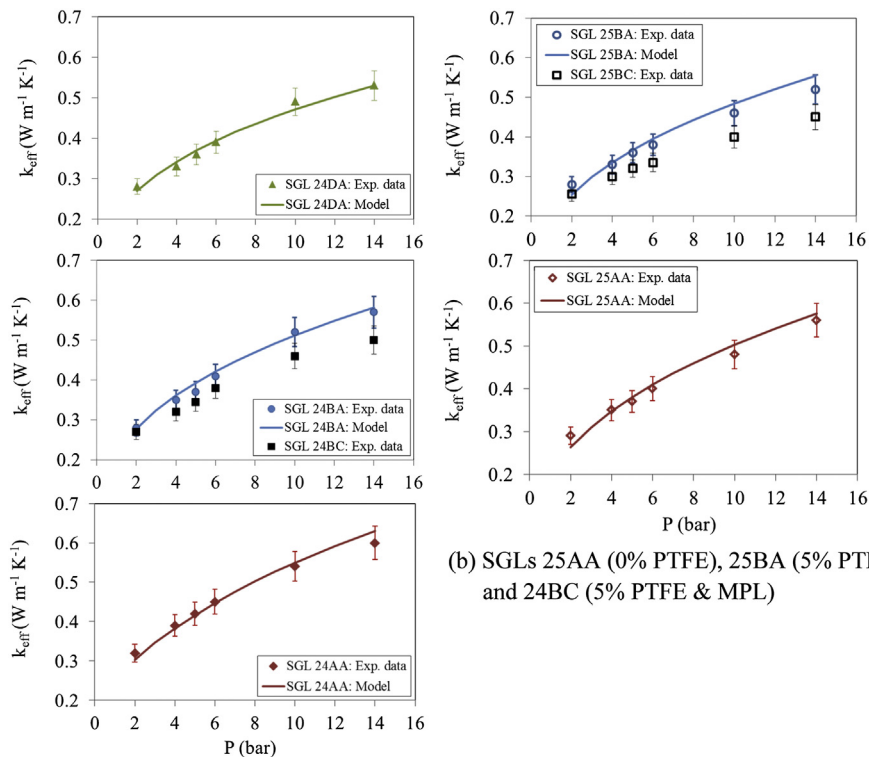 0.7
0.6
0.5
0.4
0.3
0.2
k_eff (W m⁻¹ K⁻¹)
SGL 24DA: Exp. data
SGL 24DA: Model
0 2 4 6 8 10 12 14 16
0.7
0.6
0.5
0.4
0.3
0.2
k_eff (W m⁻¹ K⁻¹)
SGL 24BA: Exp. data
SGL 24BA: Model
SGL 24BC: Exp. data
0 2 4 6 8 10 12 14 16
0.7
0.6
0.5
0.4
0.3
0.2
k_eff (W m⁻¹ K⁻¹)
SGL 24AA: Exp. data
SGL 24AA: Model
0 2 4 6 8 10 12 14 16
P (bar)
0.7
0.6
0.5
0.4
0.3
0.2
k_eff (W m⁻¹ K⁻¹)
SGL 25BA: Exp. data
SGL 25BA: Model
SGL 25BC: Exp. data
0 2 4 6 8 10 12 14 16
0.7
0.6
0.5
0.4
0.3
0.2
k_eff (W m⁻¹ K⁻¹)
SGL 25AA: Exp. data
SGL 25AA: Model
0 2 4 6 8 10 12 14 16
P (bar)
(b) SGLs 25AA (0% PTFE), 25BA (5% PT
and 24BC (5% PTFE & MPL)